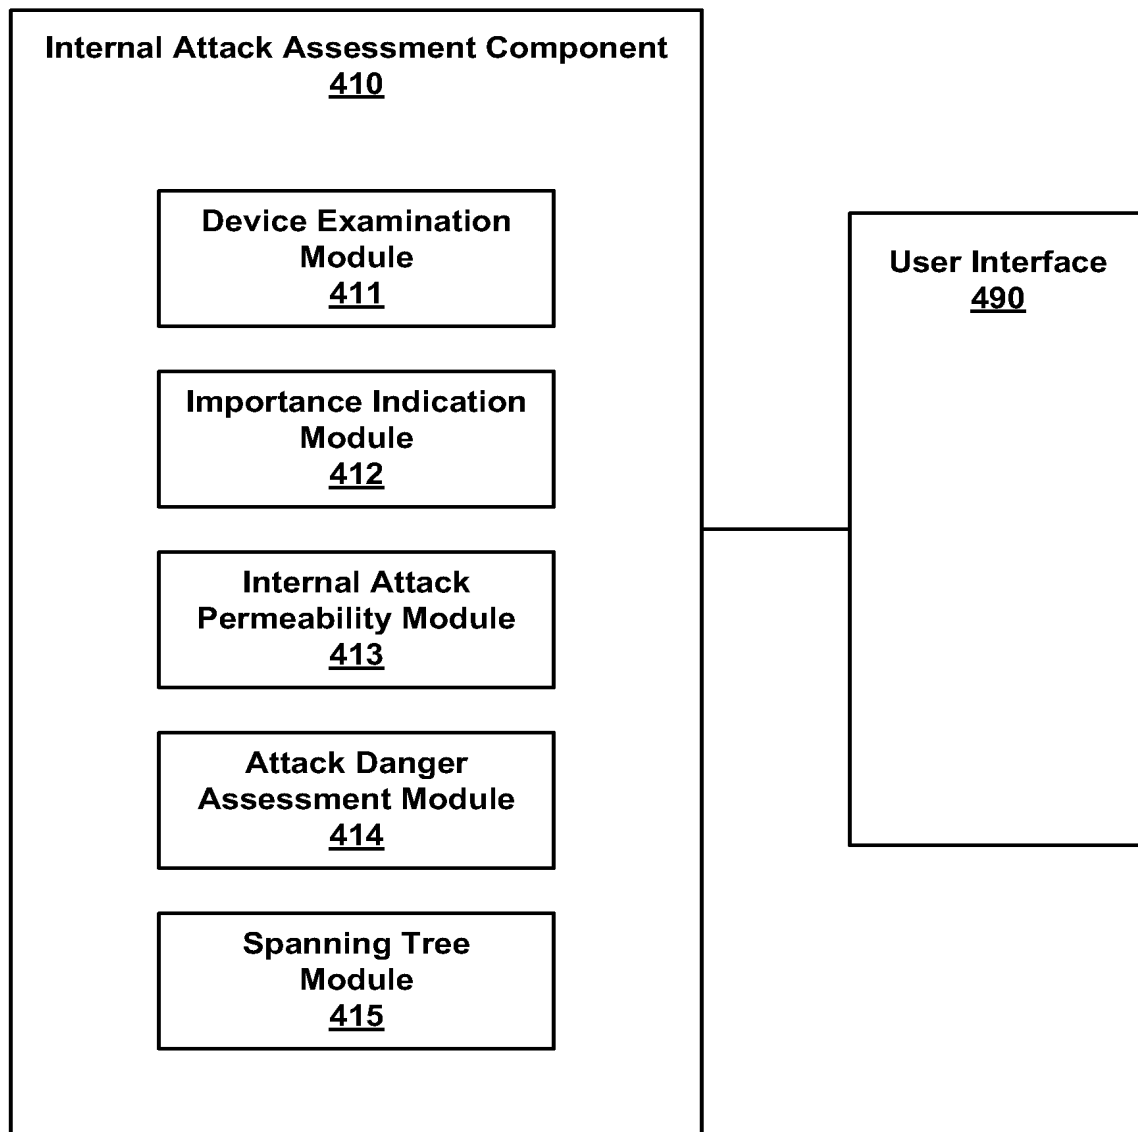 Internal Attack Assessment Component
410
Device Examination
Module
411
Importance Indication
Module
412
Internal Attack
Permeability Module
413
Attack Danger
Assessment Module
414
Spanning Tree
Module
415
User Interface
490